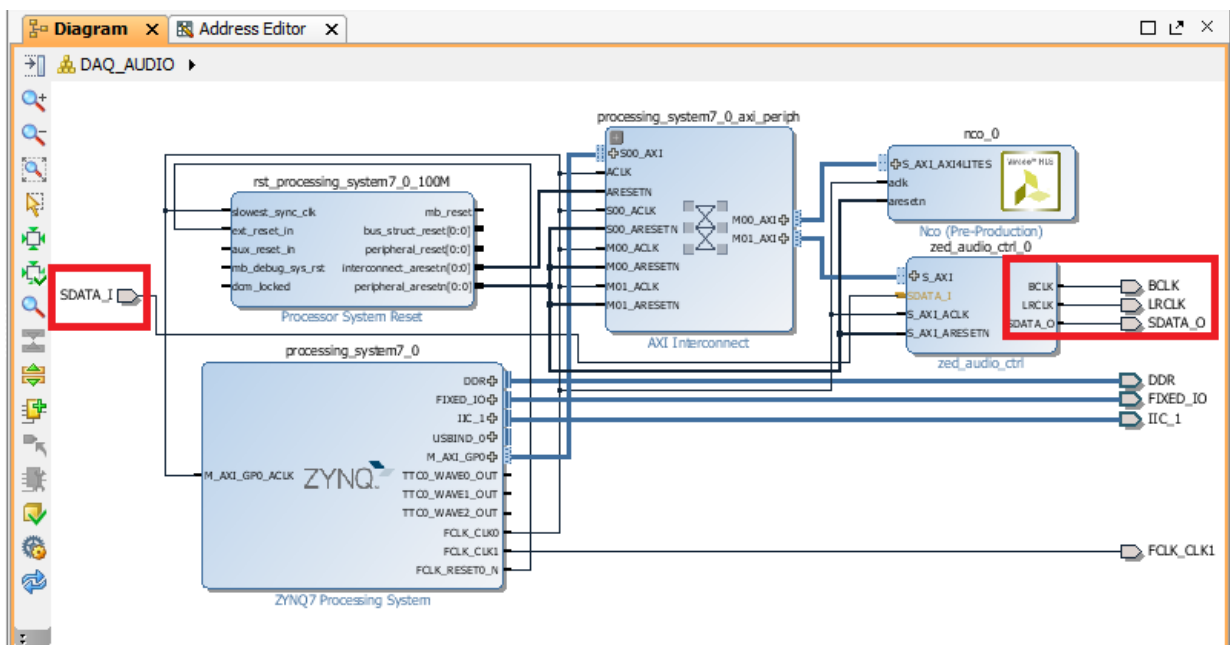 Diagram
Address Editor
DAQ_AUDIO
SDATA_I
rst_processing_system7_0_100M
slowest_sync_clk
ext_reset_in
aux_reset_in
mb_debug_sys_rst
dcm_locked
mb_reset
bus_struct_reset[0:0]
peripheral_reset[0:0]
interconnect_aresetn[0:0]
peripheral_aresetn[0:0]
Processor System Reset
processing_system7_0_axi_periph
S00_AXI
ACLK
ARESETN
S00_ACLK
S00_ARESETN
M00_ACLK
M00_ARESETN
M01_ACLK
M01_ARESETN
M00_AXI
M01_AXI
AXI Interconnect
nco_0
S_AXI_AXI4LITES
aclk
aresetn
Vivado™ HLS
Nco (Pre-Production)
zed_audio_ctrl_0
S_AXI
SDATA_I
S_AXI_ACLK
S_AXI_ARESETN
BCLK
LRCLK
SDATA_O
zed_audio_ctrl
BCLK
LRCLK
SDATA_O
processing_system7_0
M_AXI_GP0_ACLK
ZYNQ
DDR
FIXED_IO
IIC_1
USBIND_0
M_AXI_GP0
TTC0_WAVE0_OUT
TTC0_WAVE1_OUT
TTC0_WAVE2_OUT
FCLK_CLK0
FCLK_CLK1
FCLK_RESET0_N
ZYNQ7 Processing System
DDR
FIXED_IO
IIC_1
FCLK_CLK1